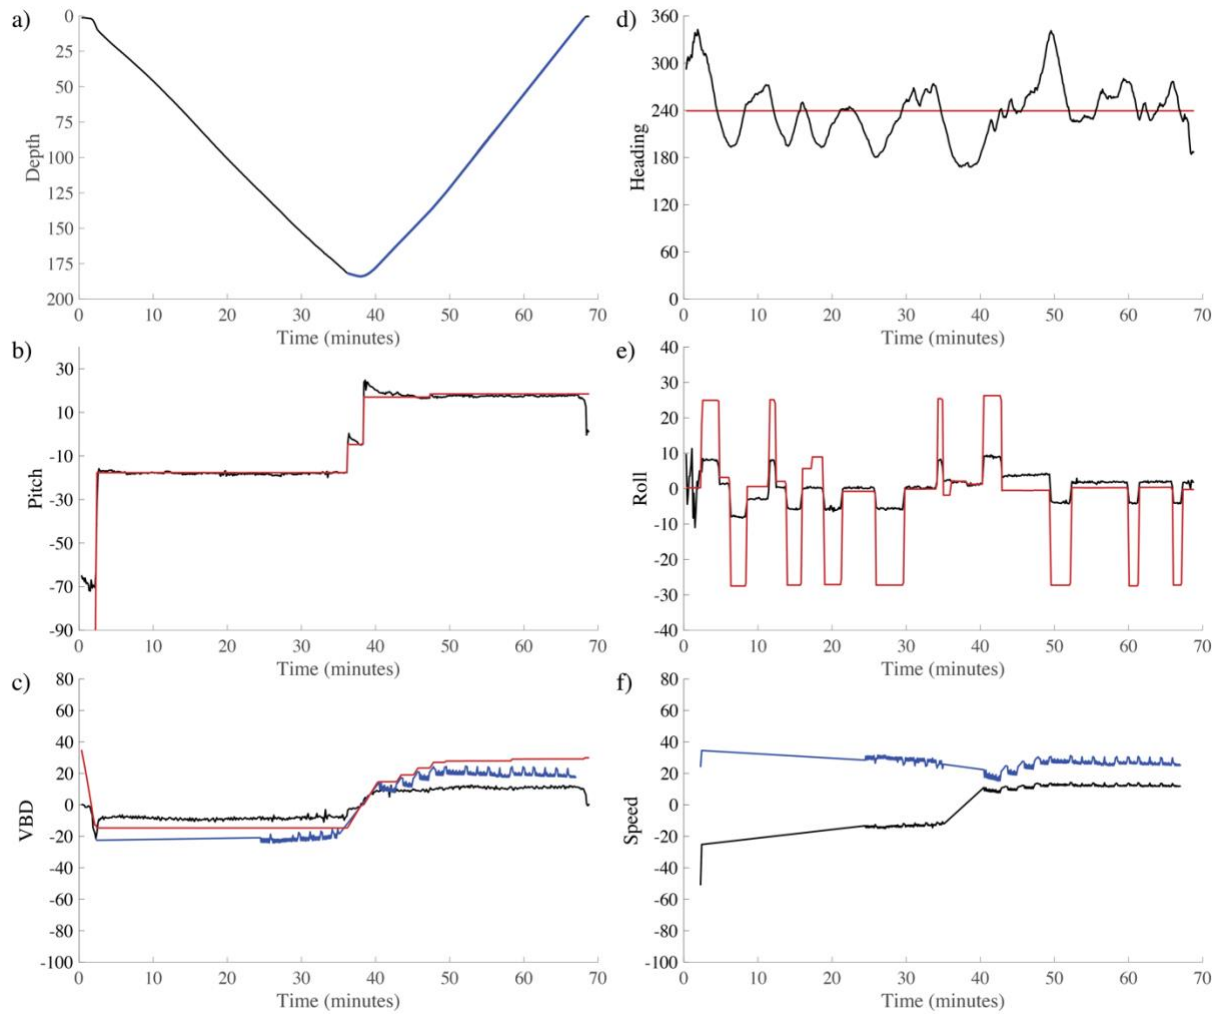 a)
0
25
50
75
100
125
150
175
200
Depth
0 10 20 30 40 50 60 70
Time (minutes)
d)
360
300
240
180
120
60
0
Heading
0 10 20 30 40 50 60 70
Time (minutes)
b)
30
10
-10
-30
-50
-70
-90
Pitch
0 10 20 30 40 50 60 70
Time (minutes)
e)
40
30
20
10
0
-10
-20
-30
-40
Roll
0 10 20 30 40 50 60 70
Time (minutes)
c)
80
60
40
20
0
-20
-40
-60
-80
-100
VBD
0 10 20 30 40 50 60 70
Time (minutes)
f)
80
60
40
20
0
-20
-40
-60
-80
-100
Speed
0 10 20 30 40 50 60 70
Time (minutes)